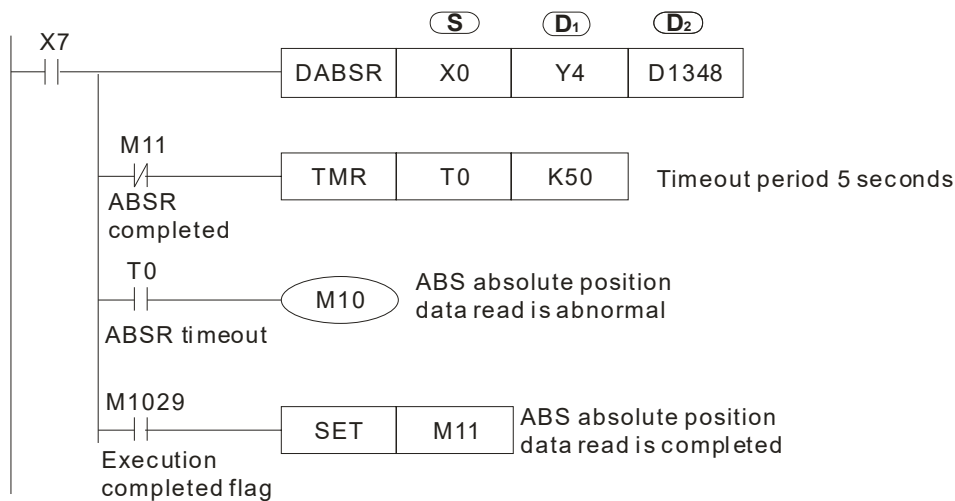 S D₁ D₂
X7
DABSR X0 Y4 D1348
M11
TMR T0 K50 Timeout period 5 seconds
ABSR
completed
T0
M10 ABS absolute position
data read is abnormal
ABSR timeout
M1029
SET M11 ABS absolute position
data read is completed
Execution
completed flag